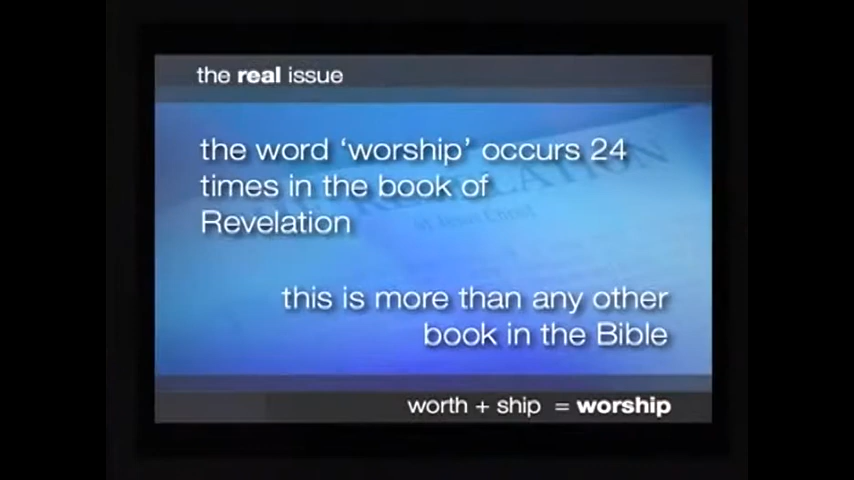 the real issue
the word ‘worship’ occurs 24
times in the book of
Revelation
this is more than any other
book in the Bible
worth + ship = worship
REVELATION